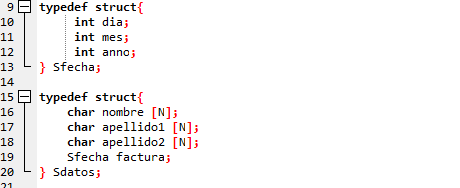 9 typedef struct{
10 int dia;
11 int mes;
12 int anno;
13 } Sfecha;
14
15 typedef struct{
16 char nombre [N];
17 char apellido1 [N];
18 char apellido2 [N];
19 Sfecha factura;
20 } Sdatos;
21